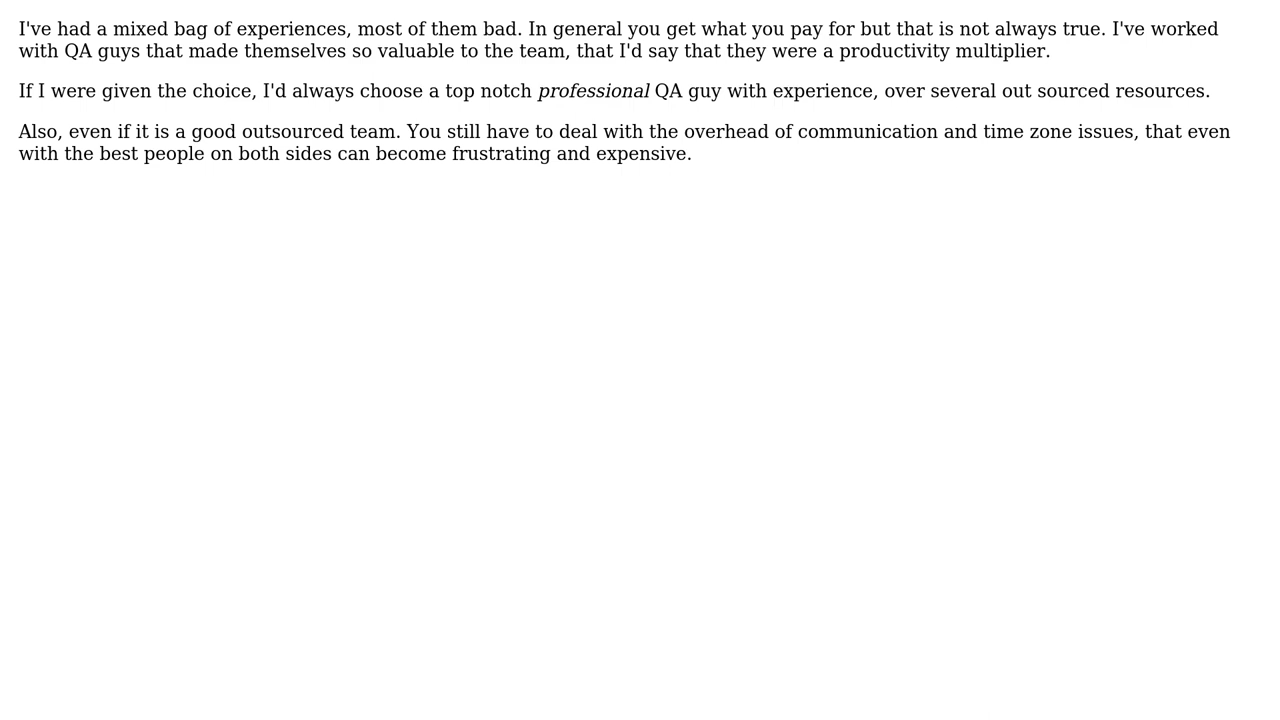 I've had a mixed bag of experiences, most of them bad. In general you get what you pay for but that is not always true. I've worked
with QA guys that made themselves so valuable to the team, that I'd say that they were a productivity multiplier.
If I were given the choice, I'd always choose a top notch professional QA guy with experience, over several out sourced resources.
Also, even if it is a good outsourced team. You still have to deal with the overhead of communication and time zone issues, that even
with the best people on both sides can become frustrating and expensive.